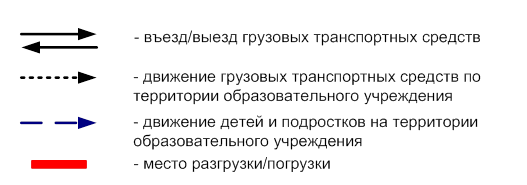 - въезд/выезд грузовых транспортных средств
- движение грузовых транспортных средств по
территории образовательного учреждения
- движение детей и подростков на территории
образовательного учреждения
- место разгрузки/погрузки